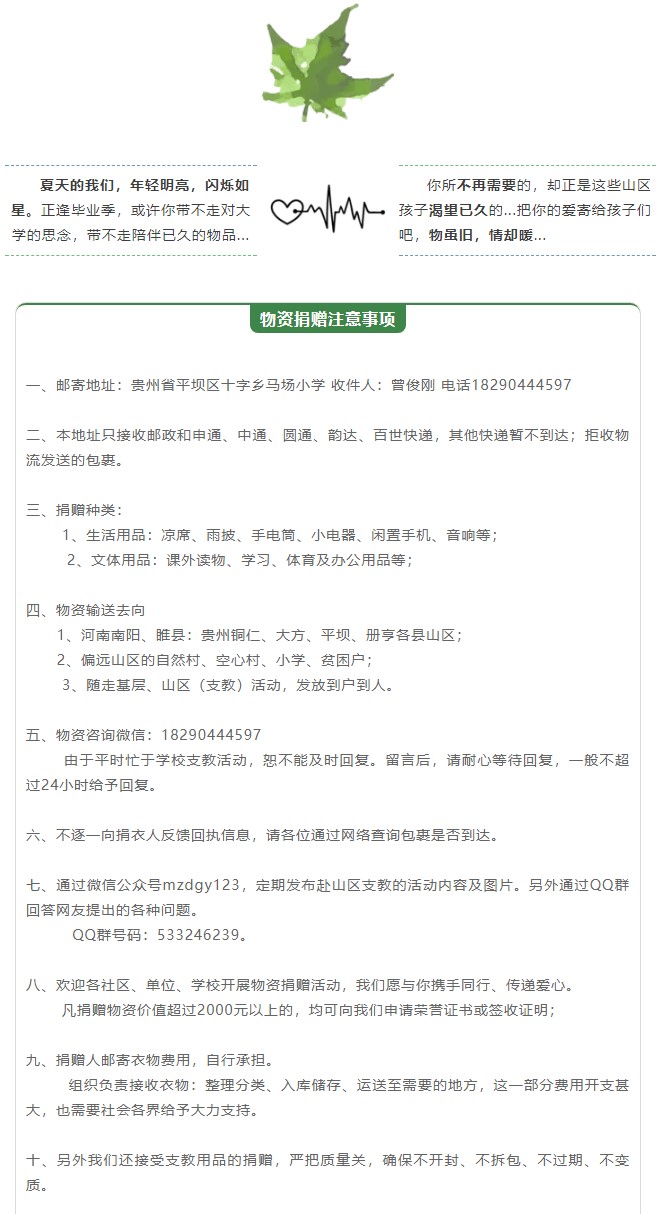 夏天的我们，年轻明亮，闪烁如
星。正逢毕业季，或许你带不走对大
学的思念，带不走陪伴已久的物品...
你所不再需要的，却正是这些山区
孩子渴望已久的...把你的爱寄给孩子们
吧，物虽旧，情却暖...
物资捐赠注意事项
一、邮寄地址：贵州省平坝区十字乡马场小学 收件人：曾俊刚 电话18290444597
二、本地址只接收邮政和申通、中通、圆通、韵达、百世快递，其他快递暂不到达；拒收物
流发送的包裹。
三、捐赠种类：
1、生活用品：凉席、雨披、手电筒、小电器、闲置手机、音响等；
2、文体用品：课外读物、学习、体育及办公用品等；
四、物资输送去向
1、河南南阳、睢县：贵州铜仁、大方、平坝、册亨各县山区；
2、偏远山区的自然村、空心村、小学、贫困户；
3、随走基层、山区（支教）活动，发放到户到人。
五、物资咨询微信：18290444597
由于平时忙于学校支教活动，恕不能及时回复。留言后，请耐心等待回复，一般不超
过24小时给予回复。
六、不逐一向捐衣人反馈回执信息，请各位通过网络查询包裹是否到达。
七、通过微信公众号mzdgy123，定期发布赴山区支教的活动内容及图片。另外通过QQ群
回答网友提出的各种问题。
QQ群号码：533246239。
八、欢迎各社区、单位、学校开展物资捐赠活动，我们愿与你携手同行、传递爱心。
凡捐赠物资价值超过2000元以上的，均可向我们申请荣誉证书或签收证明；
九、捐赠人邮寄衣物费用，自行承担。
组织负责接收衣物：整理分类、入库储存、运送至需要的地方，这一部分费用开支甚
大，也需要社会各界给予大力支持。
十、另外我们还接受支教用品的捐赠，严把质量关，确保不开封、不拆包、不过期、不变
质。